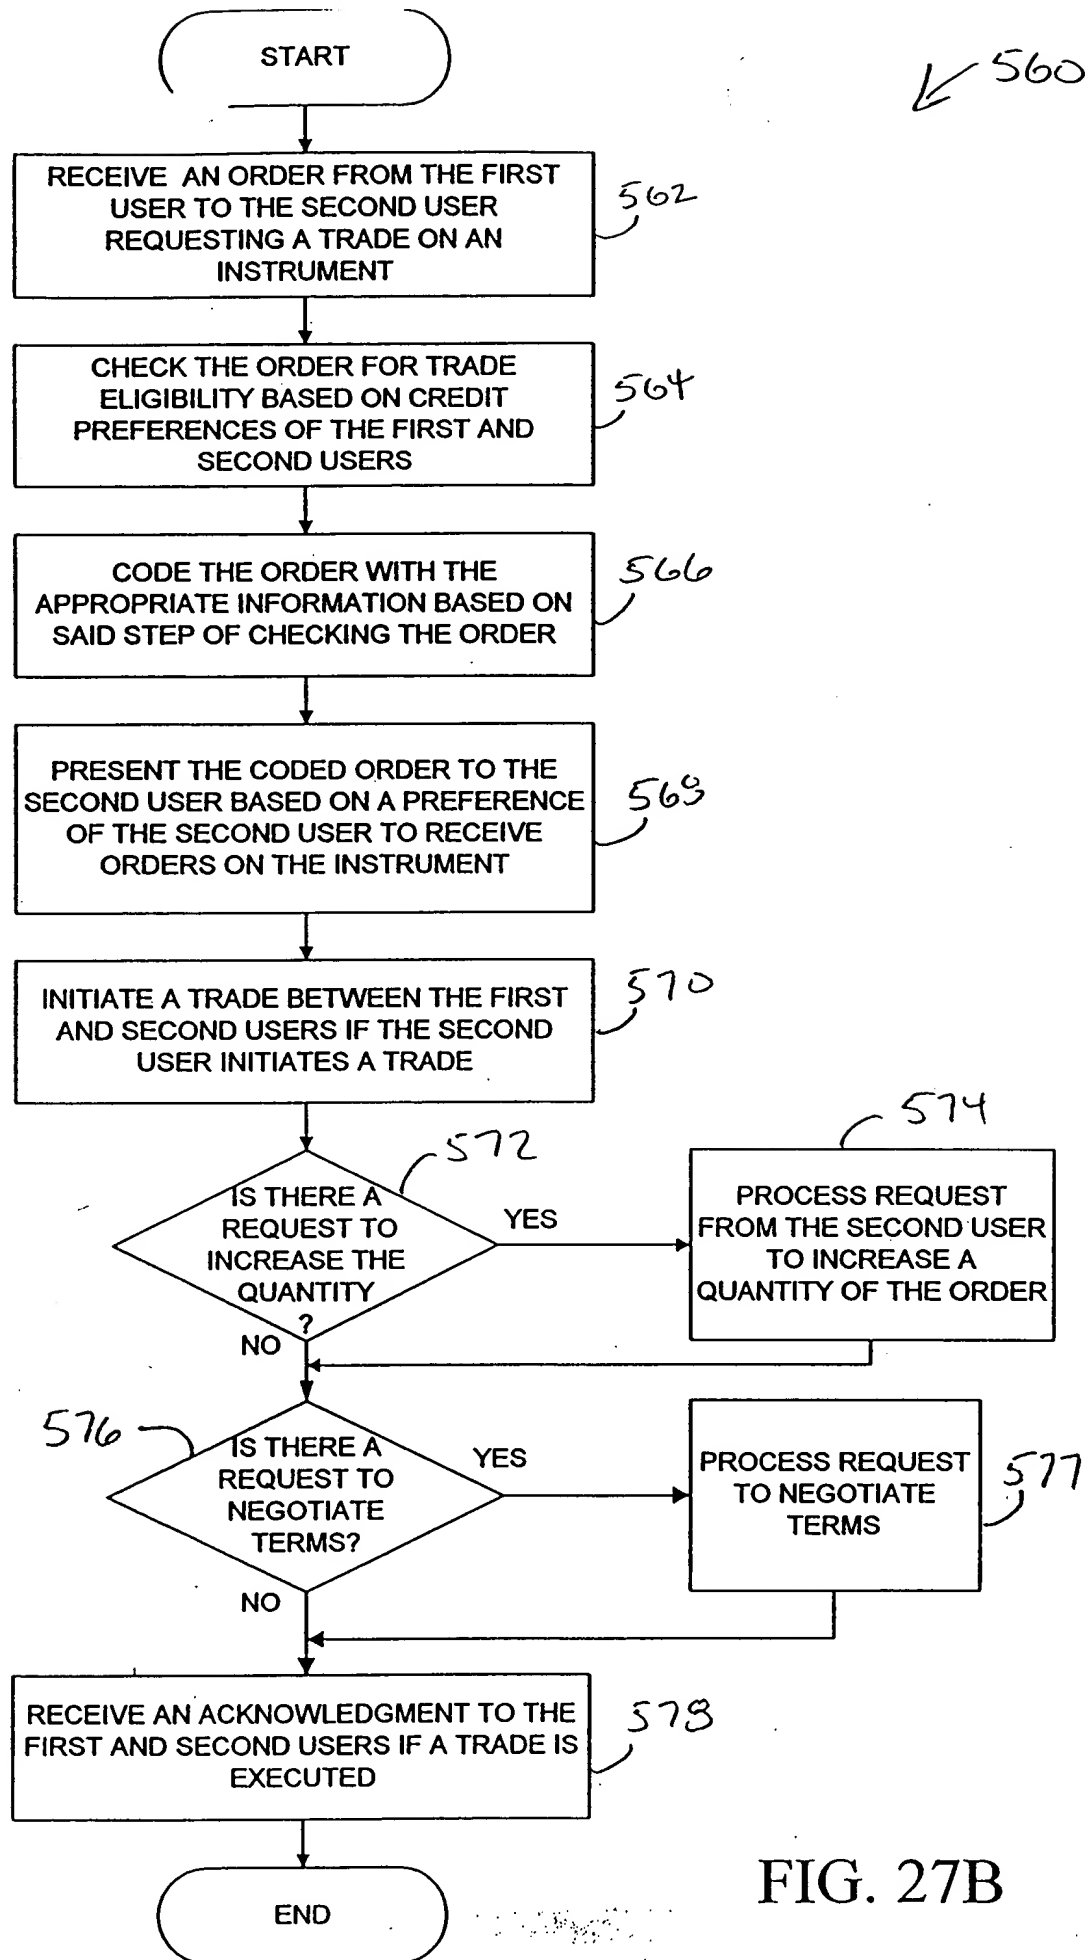 START
560
RECEIVE AN ORDER FROM THE FIRST
USER TO THE SECOND USER
REQUESTING A TRADE ON AN
INSTRUMENT
562
CHECK THE ORDER FOR TRADE
ELIGIBILITY BASED ON CREDIT
PREFERENCES OF THE FIRST AND
SECOND USERS
564
CODE THE ORDER WITH THE
APPROPRIATE INFORMATION BASED ON
SAID STEP OF CHECKING THE ORDER
566
PRESENT THE CODED ORDER TO THE
SECOND USER BASED ON A PREFERENCE
OF THE SECOND USER TO RECEIVE
ORDERS ON THE INSTRUMENT
568
INITIATE A TRADE BETWEEN THE FIRST
AND SECOND USERS IF THE SECOND
USER INITIATES A TRADE
570
572
IS THERE A
REQUEST TO
INCREASE THE
QUANTITY
?
YES
NO
574
PROCESS REQUEST
FROM THE SECOND USER
TO INCREASE A
QUANTITY OF THE ORDER
576
IS THERE A
REQUEST TO
NEGOTIATE
TERMS?
YES
NO
PROCESS REQUEST
TO NEGOTIATE
TERMS
577
RECEIVE AN ACKNOWLEDGMENT TO THE
FIRST AND SECOND USERS IF A TRADE IS
EXECUTED
578
END
FIG. 27B